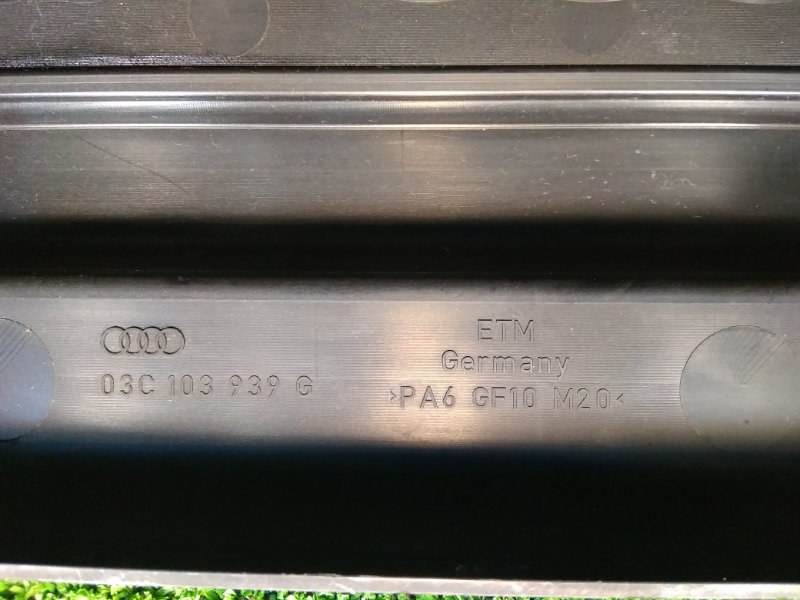 03C 103 939 G
ETM
Germany
>PA6 GF10 M20<